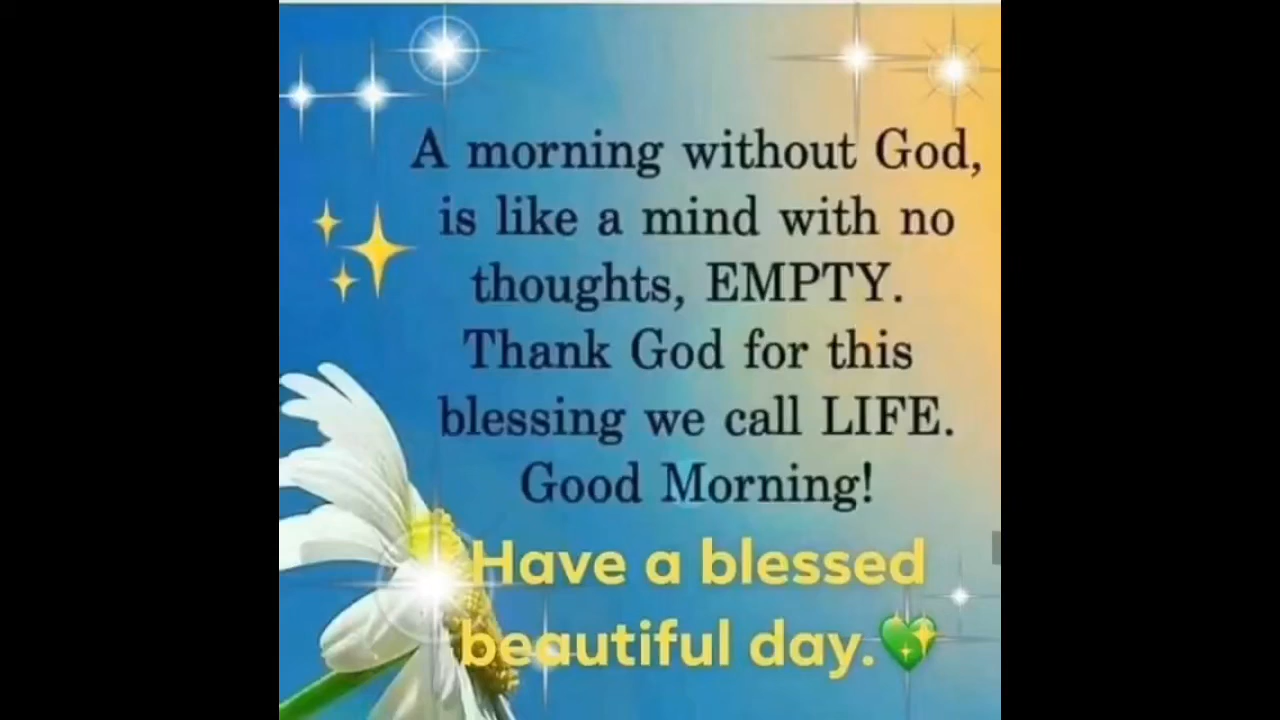 A morning without God,
is like a mind with no
thoughts, EMPTY.
Thank God for this
blessing we call LIFE.
Good Morning!
Have a blessed
beautiful day.💚